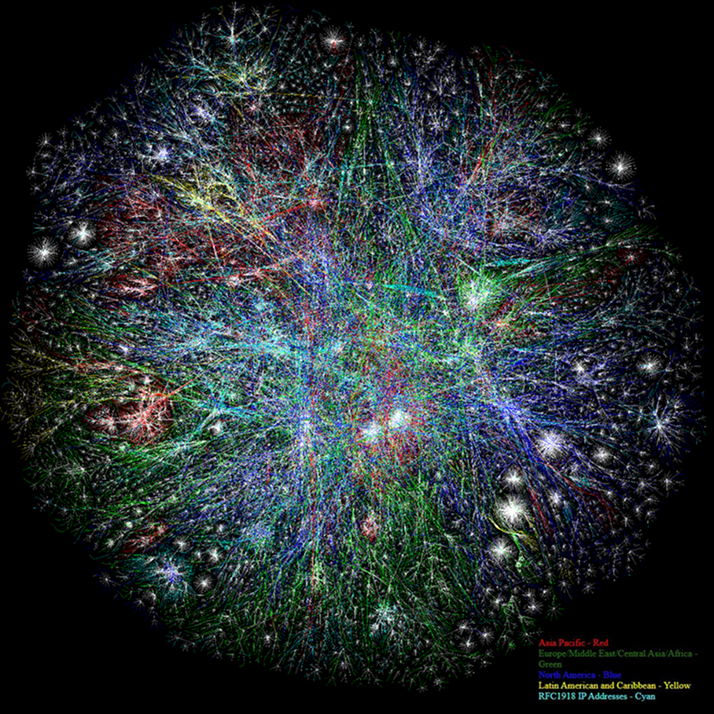 Asia Pacific - Red
Europe/Middle East/Central Asia/Africa -
Green
North America - Blue
Latin American and Caribbean - Yellow
RFC1918 IP Addresses - Cyan